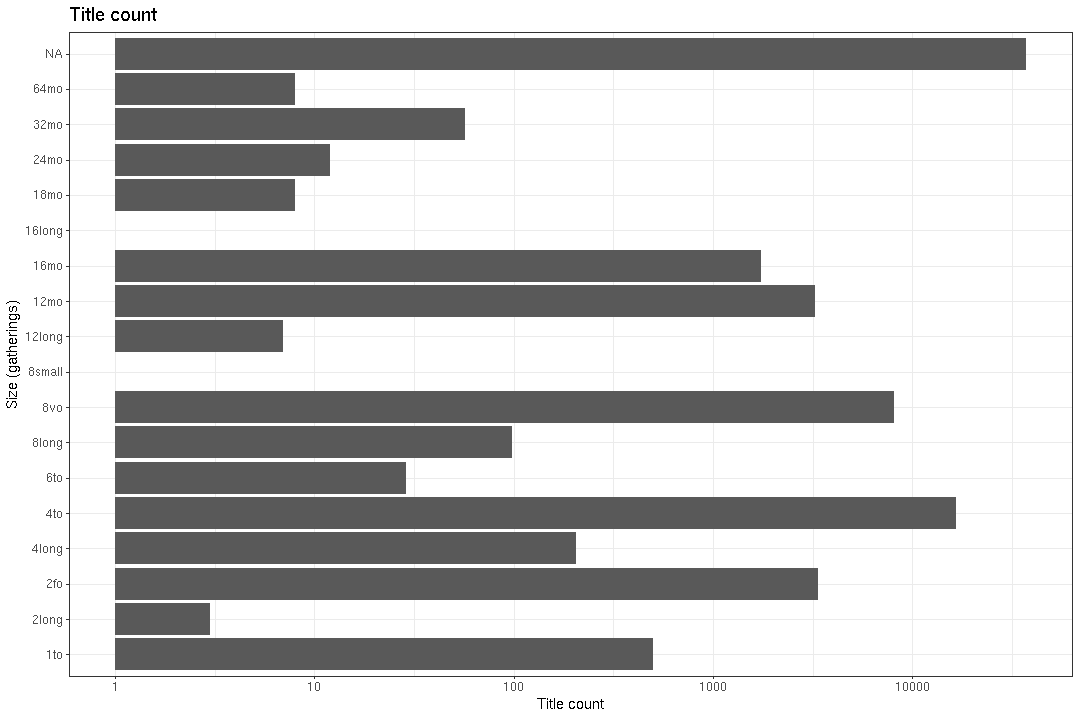 Title count
NA
64mo
32mo
24mo
18mo
16long
16mo
12mo
12long
8small
8vo
8long
6to
4to
4long
2fo
2long
1to
Size (gatherings)
1 10 100 1000 10000
Title count